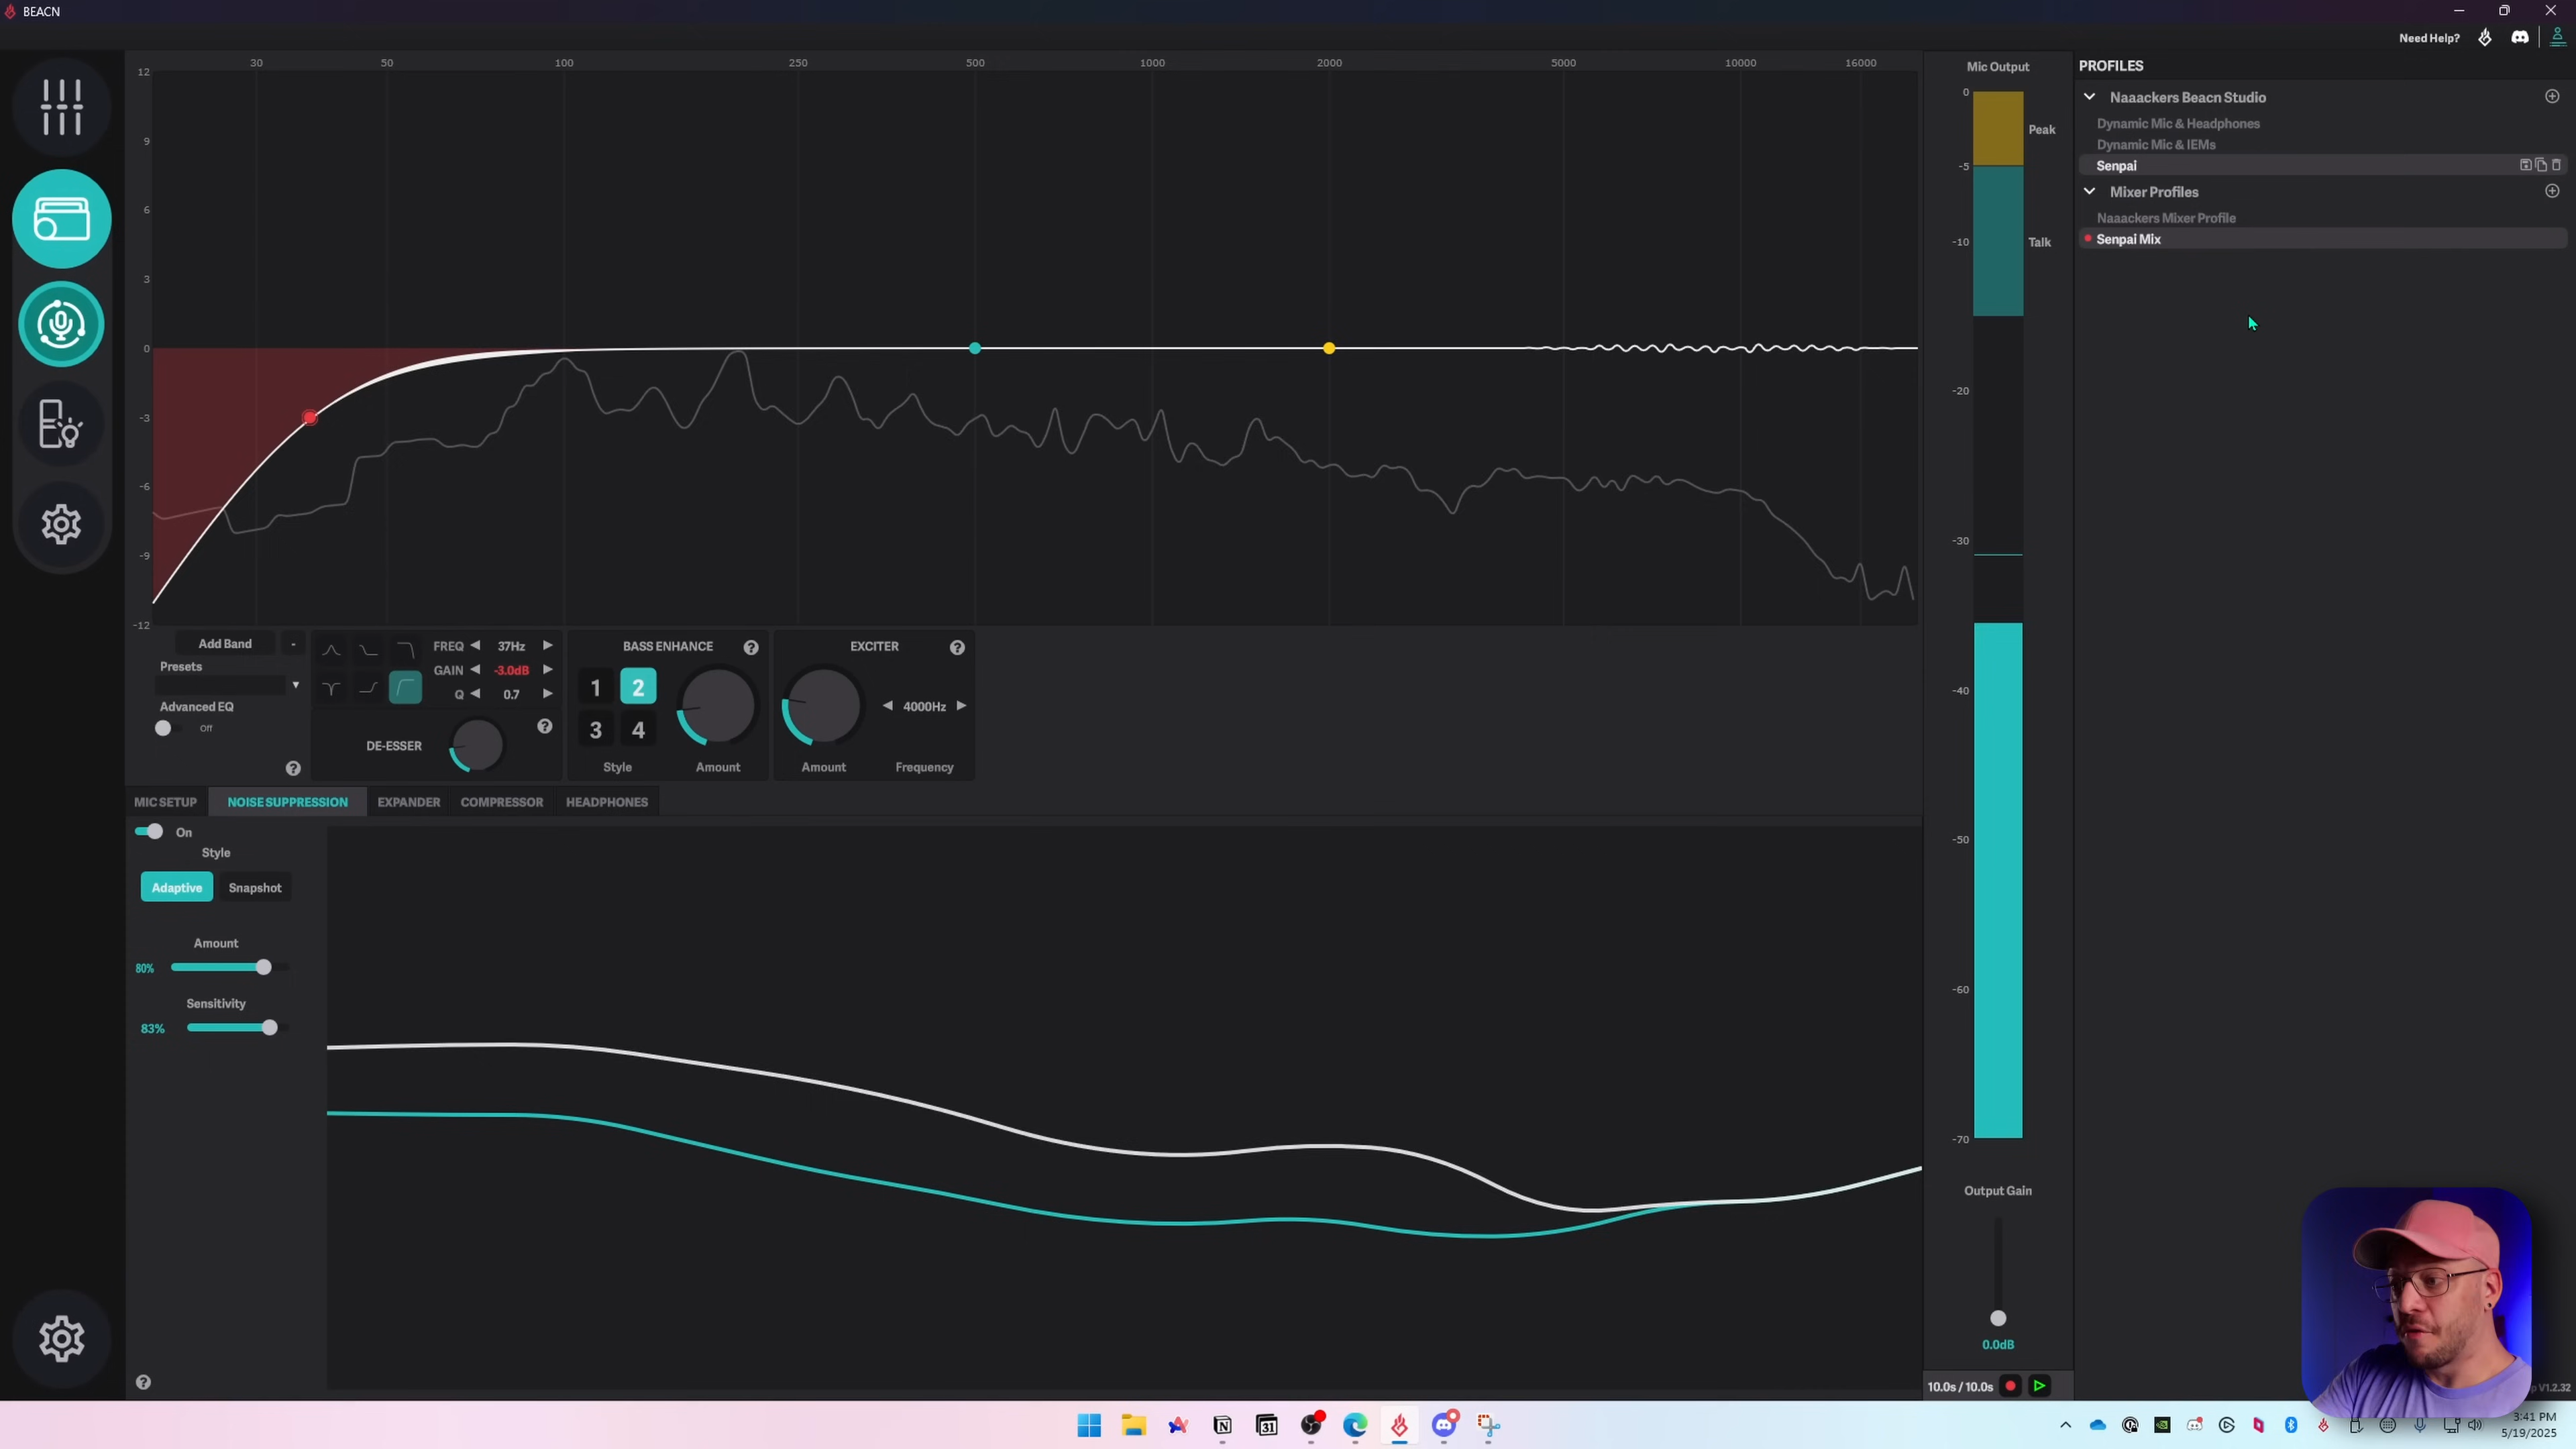 BEACN
Need Help?
30 50 100 250 500 1000 2000 5000 10000 16000
12
9
6
3
0
-3
-6
-9
-12
Mic Output
0
Peak
-5
-10
Talk
-20
-30
-40
-50
-60
-70
Output Gain
0.0dB
10.0s / 10.0s
PROFILES
Naaackers Beacn Studio
Dynamic Mic & Headphones
Dynamic Mic & IEMs
Senpai
Mixer Profiles
Naaackers Mixer Profile
Senpai Mix
Add Band -
Presets
Advanced EQ
Off
?
FREQ 37Hz
GAIN -3.0dB
Q 0.7
DE-ESSER ?
BASS ENHANCE ?
1 2
3 4
Style Amount
EXCITER ?
4000Hz
Amount Frequency
MIC SETUP NOISE SUPPRESSION EXPANDER COMPRESSOR HEADPHONES
On
Style
Adaptive Snapshot
Amount
80%
Sensitivity
83%
?
V1.2.32
31
3:41 PM
5/19/2025